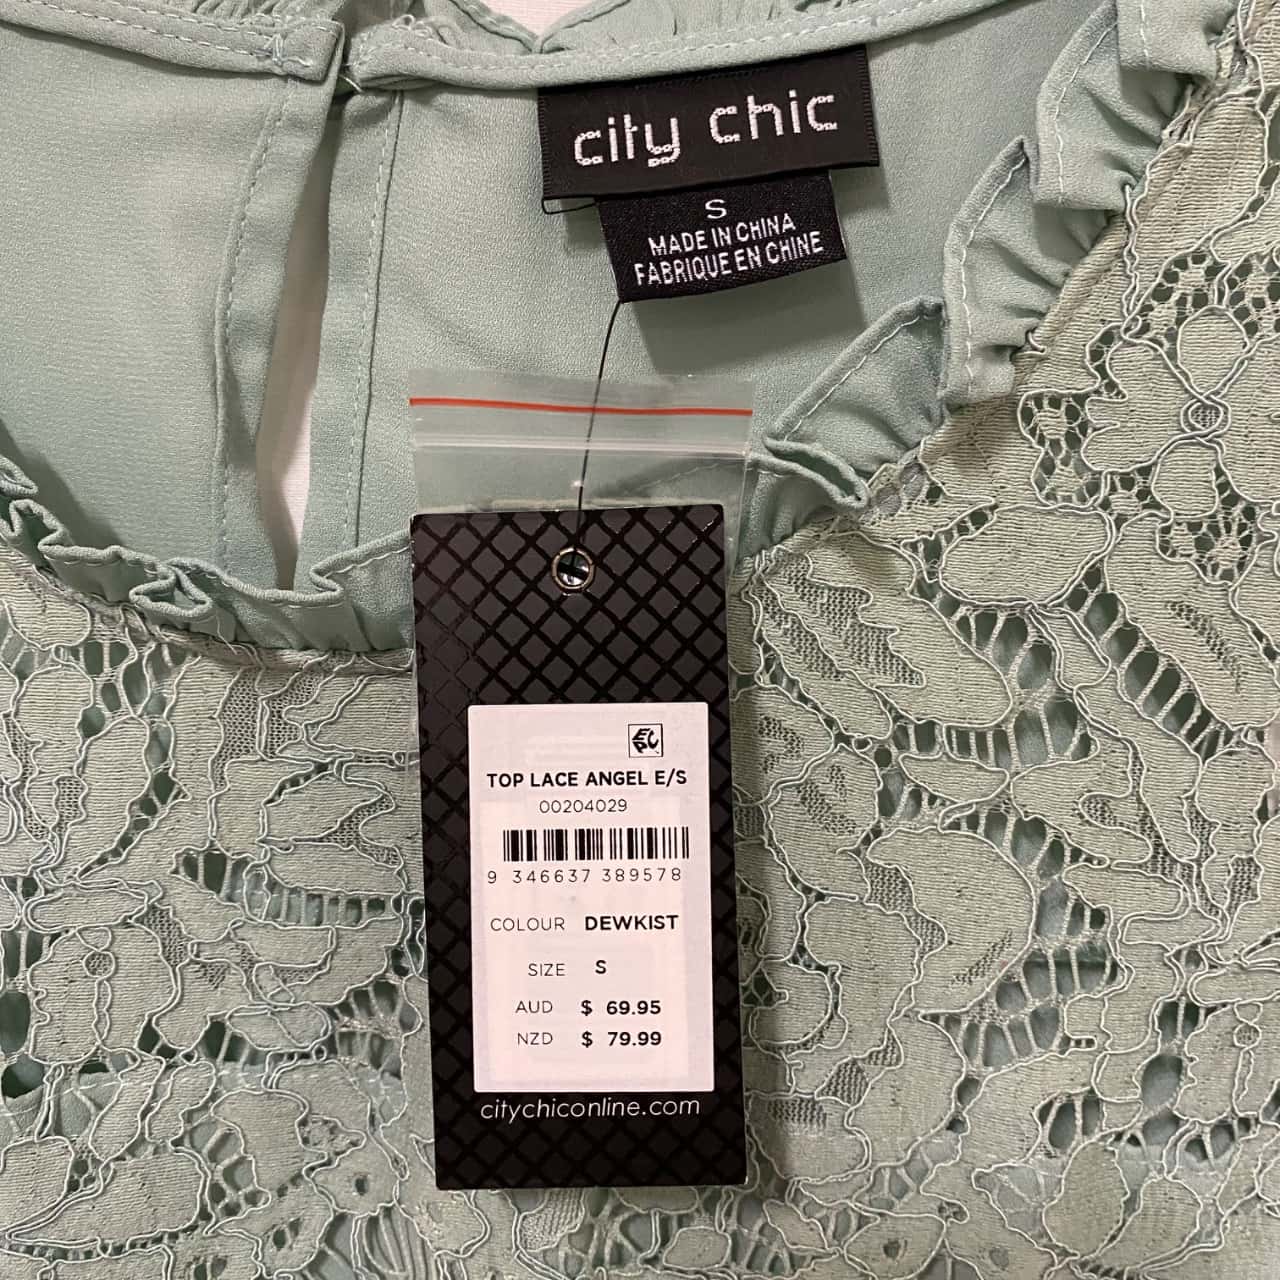 city chic
S
MADE IN CHINA
FABRIQUE EN CHINE
TOP LACE ANGEL E/S
00204029
9 346637 389578
COLOUR DEWKIST
SIZE S
AUD $ 69.95
NZD $ 79.99
citychiconline.com